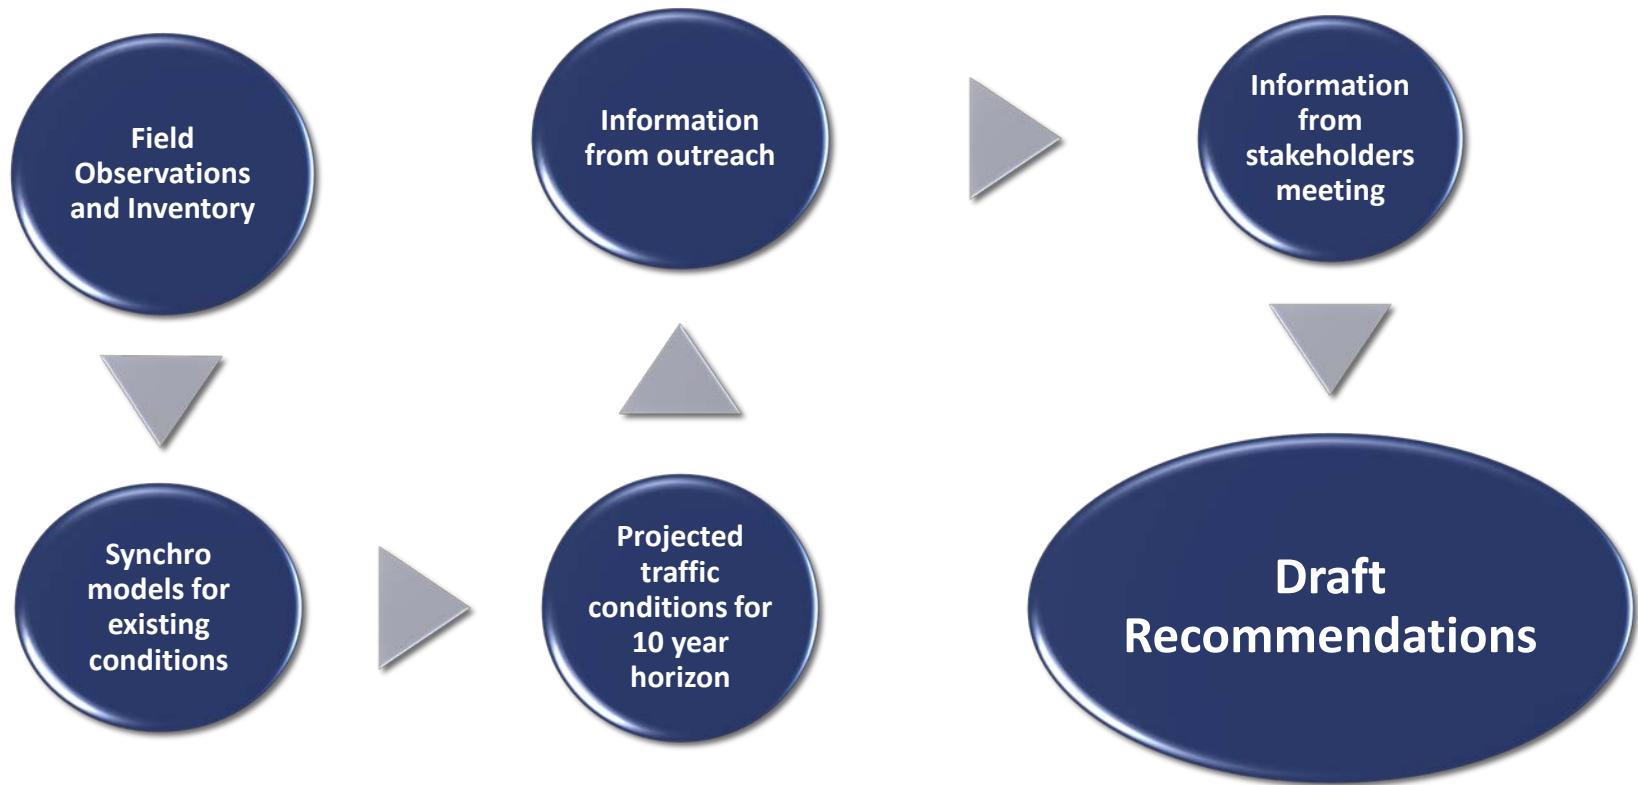 Field
Observations
and Inventory
Synchro
models for
existing
conditions
Projected
traffic
conditions for
10 year
horizon
Information
from outreach
Information
from
stakeholders
meeting
Draft
Recommendations